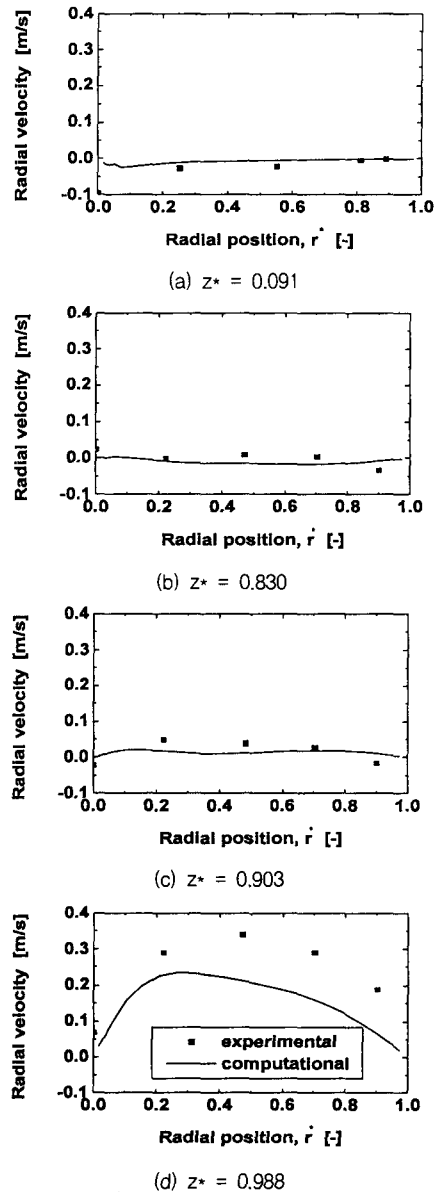 0.4
0.3
0.2
0.1
0.0
-0.1
Radial velocity [m/s]
0.0 0.2 0.4 0.6 0.8 1.0
Radial position, r* [-]
(a) z* = 0.091
0.4
0.3
0.2
0.1
0.0
-0.1
Radial velocity [m/s]
0.0 0.2 0.4 0.6 0.8 1.0
Radial position, r* [-]
(b) z* = 0.830
0.4
0.3
0.2
0.1
0.0
-0.1
Radial velocity [m/s]
0.0 0.2 0.4 0.6 0.8 1.0
Radial position, r* [-]
(c) z* = 0.903
0.4
0.3
0.2
0.1
0.0
-0.1
Radial velocity [m/s]
experimental
computational
0.0 0.2 0.4 0.6 0.8 1.0
Radial position, r* [-]
(d) z* = 0.988